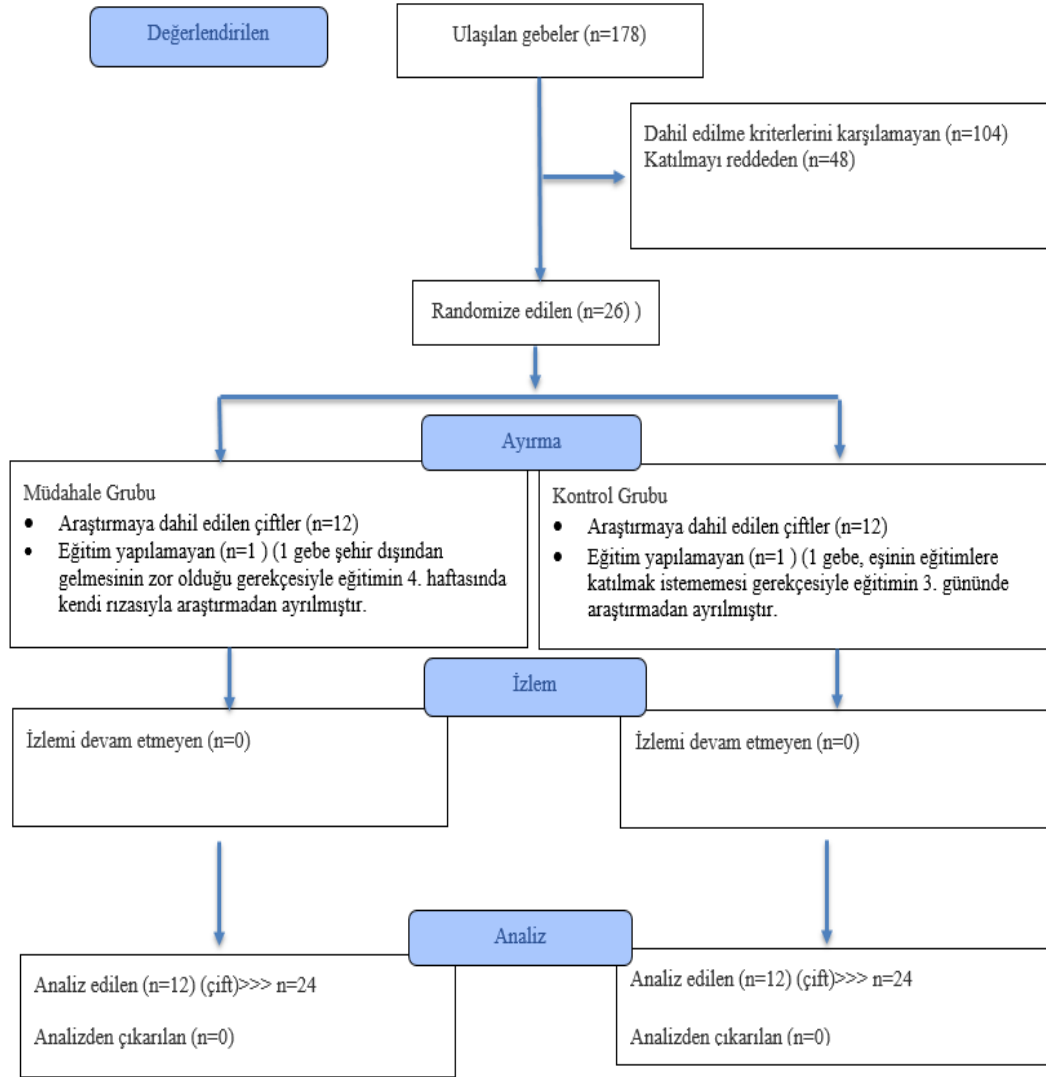 Değerlendirilen
Ulaşılan gebeler (n=178)
Dahil edilme kriterlerini karşılamayan (n=104)
Katılmayı reddeden (n=48)
Randomize edilen (n=26) )
Ayırma
Müdahale Grubu
• Araştırmaya dahil edilen çiftler (n=12)
• Eğitim yapılamayan (n=1 ) (1 gebe şehir dışından
gelmesinin zor olduğu gerekçesiyle eğitimin 4. haftasında
kendi rızasıyla araştırmadan ayrılmıştır.
Kontrol Grubu
• Araştırmaya dahil edilen çiftler (n=12)
• Eğitim yapılamayan (n=1 ) (1 gebe, eşinin eğitimlere
katılmak istememesi gerekçesiyle eğitimin 3. gününde
araştırmadan ayrılmıştır.
İzlem
İzlemi devam etmeyen (n=0)
İzlemi devam etmeyen (n=0)
Analiz
Analiz edilen (n=12) (çift)>>> n=24
Analizden çıkarılan (n=0)
Analiz edilen (n=12) (çift)>>> n=24
Analizden çıkarılan (n=0)